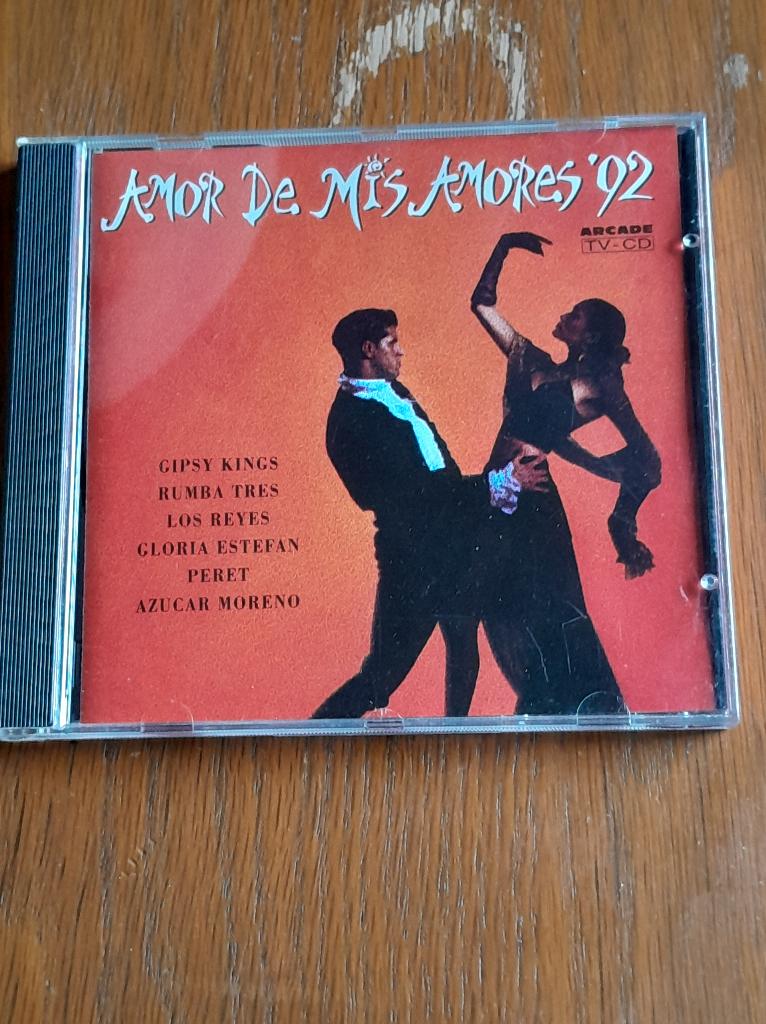 AMOR DE MIS AMORES '92
ARCADE
TV-CD
GIPSY KINGS
RUMBA TRES
LOS REYES
GLORIA ESTEFAN
PERET
AZUCAR MORENO